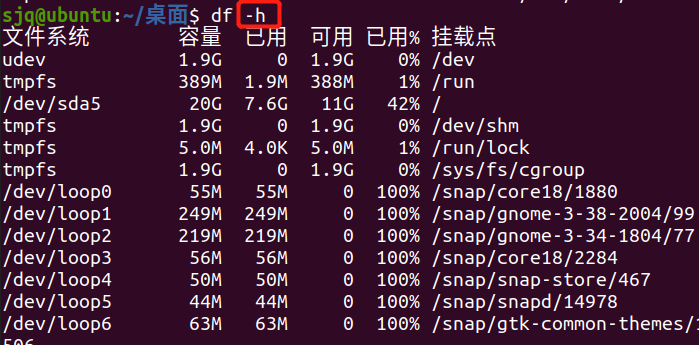 sjq@ubuntu:~/桌面$ df -h
文件系统 容量 已用 可用 已用% 挂载点
udev 1.9G 0 1.9G 0% /dev
tmpfs 389M 1.9M 388M 1% /run
/dev/sda5 20G 7.6G 11G 42% /
tmpfs 1.9G 0 1.9G 0% /dev/shm
tmpfs 5.0M 4.0K 5.0M 1% /run/lock
tmpfs 1.9G 0 1.9G 0% /sys/fs/cgroup
/dev/loop0 55M 55M 0 100% /snap/core18/1880
/dev/loop1 249M 249M 0 100% /snap/gnome-3-38-2004/99
/dev/loop2 219M 219M 0 100% /snap/gnome-3-34-1804/77
/dev/loop3 56M 56M 0 100% /snap/core18/2284
/dev/loop4 50M 50M 0 100% /snap/snap-store/467
/dev/loop5 44M 44M 0 100% /snap/snapd/14978
/dev/loop6 63M 63M 0 100% /snap/gtk-common-themes/1
506